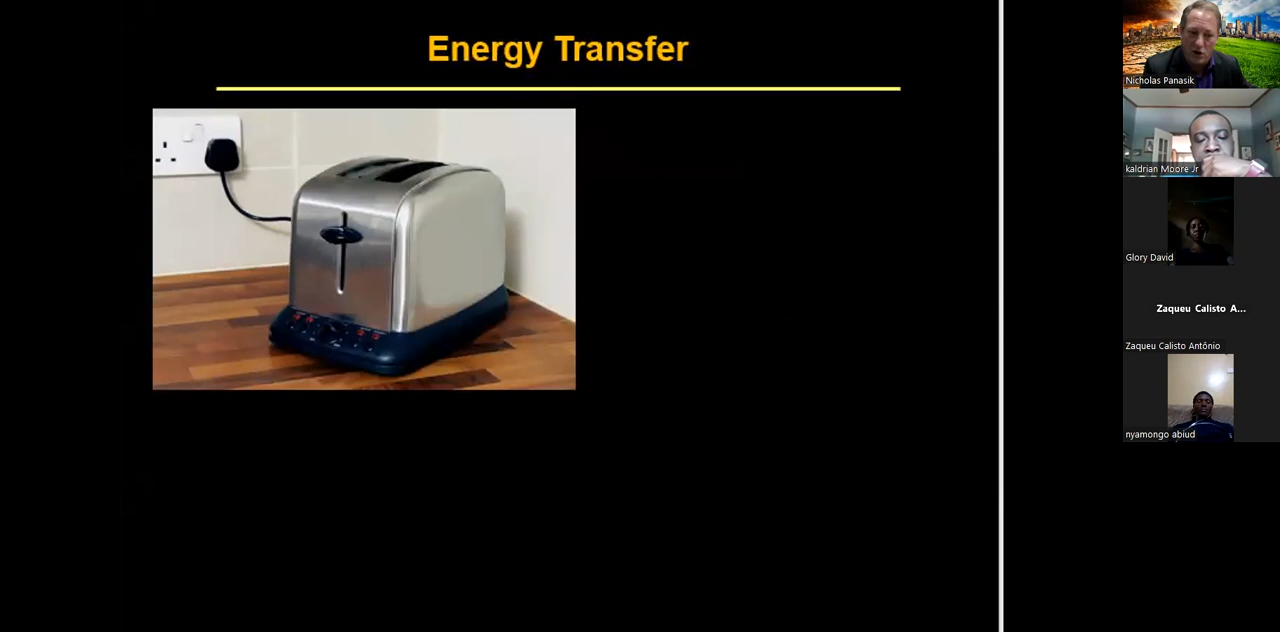 Energy Transfer
Nicholas Panasik
kaldrian Moore Jr
Glory David
Zaqueu Calisto A...
Zaqueu Calisto Antônio
nyamongo abiud